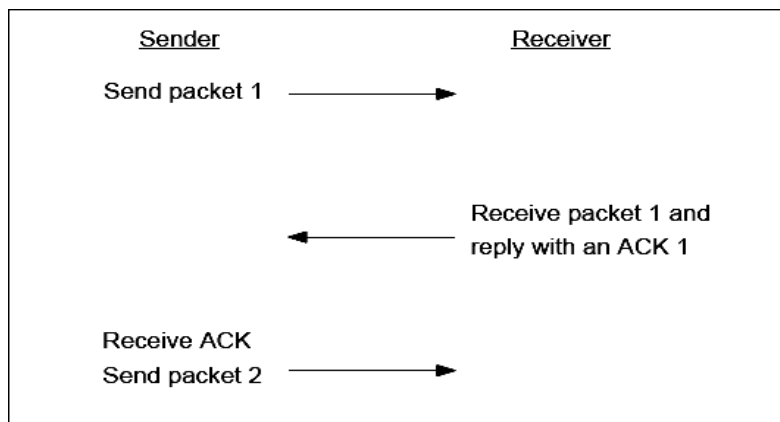 Sender
Receiver
Send packet 1
Receive packet 1 and
reply with an ACK 1
Receive ACK
Send packet 2